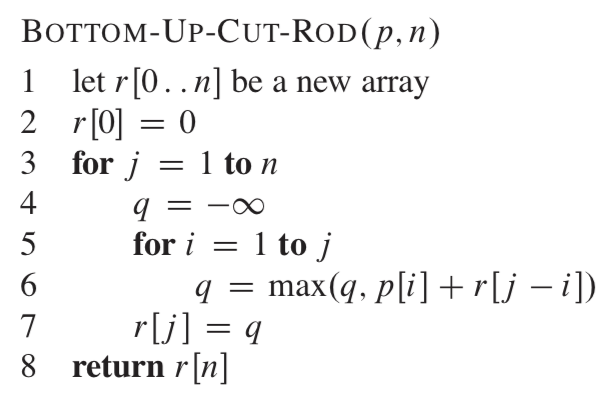 BOTTOM-UP-CUT-ROD(p, n)
1 let r[0..n] be a new array
2 r[0] = 0
3 for j = 1 to n
4 q = −∞
5 for i = 1 to j
6 q = max(q, p[i] + r[j − i])
7 r[j] = q
8 return r[n]